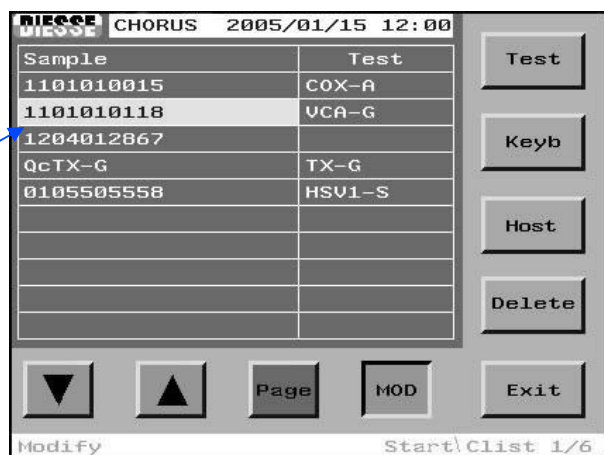 DIESSE CHORUS 2005/01/15 12:00
Sample Test
1101010015 COX-A
1101010118 VCA-G
1204012867
QcTX-G TX-G
0105505558 HSV1-S
Test
Keyb
Host
Delete
Page MOD Exit
Modify Start\Clist 1/6